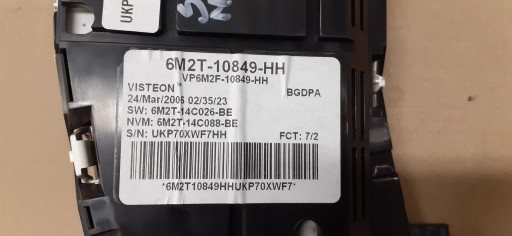 UKP
6M2T-10849-HH
VP6M2F-10849-HH
VISTEON
BGDPA
24/Mar/2006 02/35/23
SW: 6M2T-14C026-BE
NVM: 6M2T-14C088-BE
S/N: UKP70XWF7HH
FCT: 7/2
*6M2T10849HHUKP70XWF7*